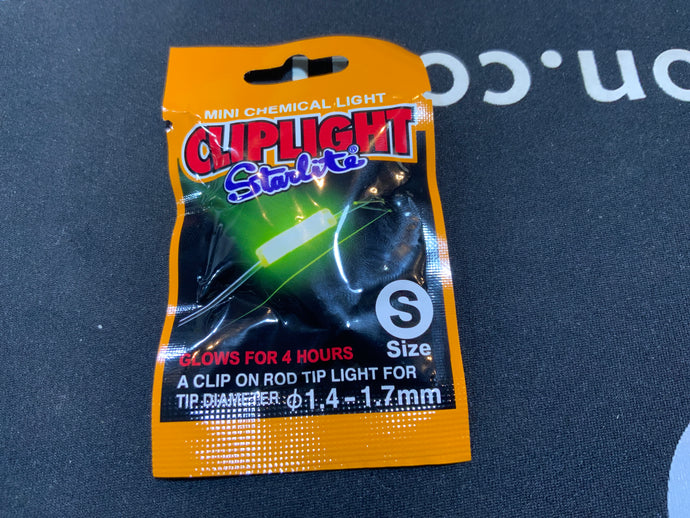 on.co
MINI CHEMICAL LIGHT
CLIPLIGHT
Starlite®
S
Size
GLOWS FOR 4 HOURS
A CLIP ON ROD TIP LIGHT FOR
TIP DIAMETER φ1.4-1.7mm